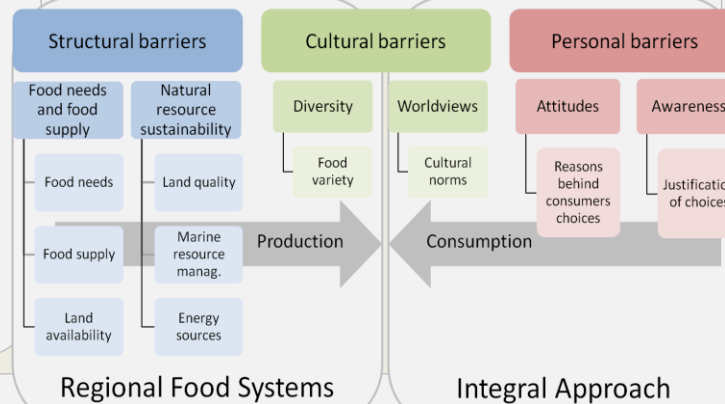 Structural barriers
Cultural barriers
Personal barriers
Food needs
and food
supply
Natural
resource
sustainability
Diversity
Worldviews
Attitudes
Awareness
Food needs
Land quality
Food
variety
Cultural
norms
Reasons
behind
consumers
choices
of choices
Food supply
Marine
resource
manag.
Production
Consumption
Land
availability
Energy
sources
Regional Food Systems
Integral Approach